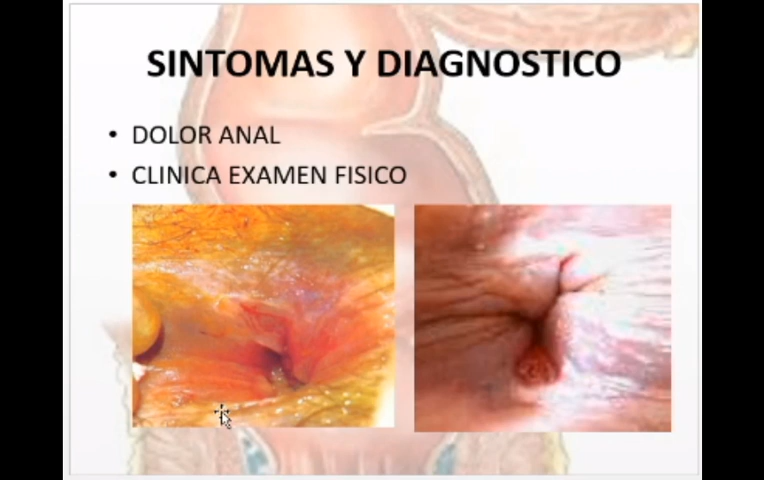 SINTOMAS Y DIAGNOSTICO
• DOLOR ANAL
• CLINICA EXAMEN FISICO